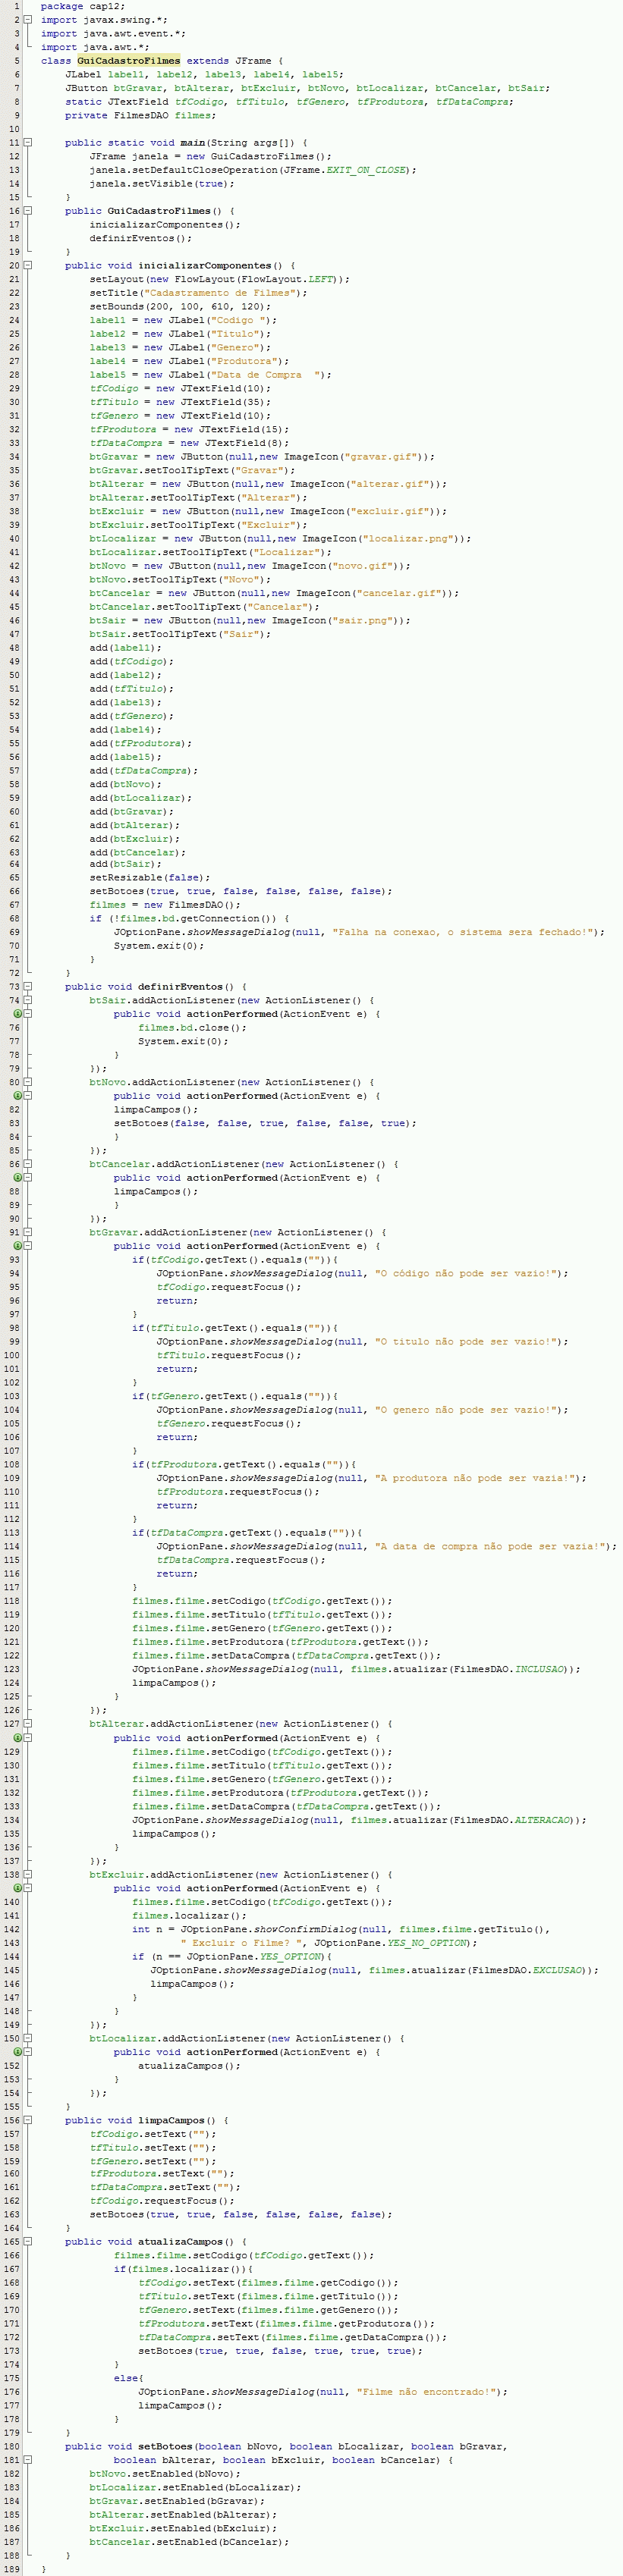 1 package cap12;
2 import javax.swing.*;
3 import java.awt.event.*;
4 import java.awt.*;
5 class GuiCadastroFilmes extends JFrame {
6 JLabel label1, label2, label3, label4, label5;
7 JButton btGravar, btAlterar, btExcluir, btNovo, btLocalizar, btCancelar, btSair;
8 static JTextField tfCodigo, tfTitulo, tfGenero, tfProdutora, tfDataCompra;
9 private FilmesDAO filmes;
10
11 public static void main(String args[]) {
12 JFrame janela = new GuiCadastroFilmes();
13 janela.setDefaultCloseOperation(JFrame.EXIT_ON_CLOSE);
14 janela.setVisible(true);
15 }
16 public GuiCadastroFilmes() {
17 inicializarComponentes();
18 definirEventos();
19 }
20 public void inicializarComponentes() {
21 setLayout(new FlowLayout(FlowLayout.LEFT));
22 setTitle("Cadastramento de Filmes");
23 setBounds(200, 100, 610, 120);
24 label1 = new JLabel("Codigo ");
25 label2 = new JLabel("Titulo");
26 label3 = new JLabel("Genero");
27 label4 = new JLabel("Produtora");
28 label5 = new JLabel("Data de Compra  ");
29 tfCodigo = new JTextField(10);
30 tfTitulo = new JTextField(35);
31 tfGenero = new JTextField(10);
32 tfProdutora = new JTextField(15);
33 tfDataCompra = new JTextField(8);
34 btGravar = new JButton(null,new ImageIcon("gravar.gif"));
35 btGravar.setToolTipText("Gravar");
36 btAlterar = new JButton(null,new ImageIcon("alterar.gif"));
37 btAlterar.setToolTipText("Alterar");
38 btExcluir = new JButton(null,new ImageIcon("excluir.gif"));
39 btExcluir.setToolTipText("Excluir");
40 btLocalizar = new JButton(null,new ImageIcon("localizar.png"));
41 btLocalizar.setToolTipText("Localizar");
42 btNovo = new JButton(null,new ImageIcon("novo.gif"));
43 btNovo.setToolTipText("Novo");
44 btCancelar = new JButton(null,new ImageIcon("cancelar.gif"));
45 btCancelar.setToolTipText("Cancelar");
46 btSair = new JButton(null,new ImageIcon("sair.png"));
47 btSair.setToolTipText("Sair");
48 add(label1);
49 add(tfCodigo);
50 add(label2);
51 add(tfTitulo);
52 add(label3);
53 add(tfGenero);
54 add(label4);
55 add(tfProdutora);
56 add(label5);
57 add(tfDataCompra);
58 add(btNovo);
59 add(btLocalizar);
60 add(btGravar);
61 add(btAlterar);
62 add(btExcluir);
63 add(btCancelar);
64 add(btSair);
65 setResizable(false);
66 setBotoes(true, true, false, false, false, false);
67 filmes = new FilmesDAO();
68 if (!filmes.bd.getConnection()) {
69 JOptionPane.showMessageDialog(null, "Falha na conexao, o sistema sera fechado!");
70 System.exit(0);
71 }
72 }
73 public void definirEventos() {
74 btSair.addActionListener(new ActionListener() {
public void actionPerformed(ActionEvent e) {
76 filmes.bd.close();
77 System.exit(0);
78 }
79 });
80 btNovo.addActionListener(new ActionListener() {
public void actionPerformed(ActionEvent e) {
82 limpaCampos();
83 setBotoes(false, false, true, false, false, true);
84 }
85 });
86 btCancelar.addActionListener(new ActionListener() {
public void actionPerformed(ActionEvent e) {
88 limpaCampos();
89 }
90 });
91 btGravar.addActionListener(new ActionListener() {
public void actionPerformed(ActionEvent e) {
93 if(tfCodigo.getText().equals("")){
94 JOptionPane.showMessageDialog(null, "O código não pode ser vazio!");
95 tfCodigo.requestFocus();
96 return;
97 }
98 if(tfTitulo.getText().equals("")){
99 JOptionPane.showMessageDialog(null, "O titulo não pode ser vazio!");
100 tfTitulo.requestFocus();
101 return;
102 }
103 if(tfGenero.getText().equals("")){
104 JOptionPane.showMessageDialog(null, "O genero não pode ser vazio!");
105 tfGenero.requestFocus();
106 return;
107 }
108 if(tfProdutora.getText().equals("")){
109 JOptionPane.showMessageDialog(null, "A produtora não pode ser vazia!");
110 tfProdutora.requestFocus();
111 return;
112 }
113 if(tfDataCompra.getText().equals("")){
114 JOptionPane.showMessageDialog(null, "A data de compra não pode ser vazia!");
115 tfDataCompra.requestFocus();
116 return;
117 }
118 filmes.filme.setCodigo(tfCodigo.getText());
119 filmes.filme.setTitulo(tfTitulo.getText());
120 filmes.filme.setGenero(tfGenero.getText());
121 filmes.filme.setProdutora(tfProdutora.getText());
122 filmes.filme.setDataCompra(tfDataCompra.getText());
123 JOptionPane.showMessageDialog(null, filmes.atualizar(FilmesDAO.INCLUSAO));
124 limpaCampos();
125 }
126 });
127 btAlterar.addActionListener(new ActionListener() {
public void actionPerformed(ActionEvent e) {
129 filmes.filme.setCodigo(tfCodigo.getText());
130 filmes.filme.setTitulo(tfTitulo.getText());
131 filmes.filme.setGenero(tfGenero.getText());
132 filmes.filme.setProdutora(tfProdutora.getText());
133 filmes.filme.setDataCompra(tfDataCompra.getText());
134 JOptionPane.showMessageDialog(null, filmes.atualizar(FilmesDAO.ALTERACAO));
135 limpaCampos();
136 }
137 });
138 btExcluir.addActionListener(new ActionListener() {
public void actionPerformed(ActionEvent e) {
140 filmes.filme.setCodigo(tfCodigo.getText());
141 filmes.localizar();
142 int n = JOptionPane.showConfirmDialog(null, filmes.filme.getTitulo(),
143 " Excluir o Filme? ", JOptionPane.YES_NO_OPTION);
144 if (n == JOptionPane.YES_OPTION){
145 JOptionPane.showMessageDialog(null, filmes.atualizar(FilmesDAO.EXCLUSAO));
146 limpaCampos();
147 }
148 }
149 });
150 btLocalizar.addActionListener(new ActionListener() {
public void actionPerformed(ActionEvent e) {
152 atualizaCampos();
153 }
154 });
155 }
156 public void limpaCampos() {
157 tfCodigo.setText("");
158 tfTitulo.setText("");
159 tfGenero.setText("");
160 tfProdutora.setText("");
161 tfDataCompra.setText("");
162 tfCodigo.requestFocus();
163 setBotoes(true, true, false, false, false, false);
164 }
165 public void atualizaCampos() {
166 filmes.filme.setCodigo(tfCodigo.getText());
167 if(filmes.localizar()){
168 tfCodigo.setText(filmes.filme.getCodigo());
169 tfTitulo.setText(filmes.filme.getTitulo());
170 tfGenero.setText(filmes.filme.getGenero());
171 tfProdutora.setText(filmes.filme.getProdutora());
172 tfDataCompra.setText(filmes.filme.getDataCompra());
173 setBotoes(true, true, false, true, true, true);
174 }
175 else{
176 JOptionPane.showMessageDialog(null, "Filme não encontrado!");
177 limpaCampos();
178 }
179 }
180 public void setBotoes(boolean bNovo, boolean bLocalizar, boolean bGravar,
181 boolean bAlterar, boolean bExcluir, boolean bCancelar) {
182 btNovo.setEnabled(bNovo);
183 btLocalizar.setEnabled(bLocalizar);
184 btGravar.setEnabled(bGravar);
185 btAlterar.setEnabled(bAlterar);
186 btExcluir.setEnabled(bExcluir);
187 btCancelar.setEnabled(bCancelar);
188 }
189 }